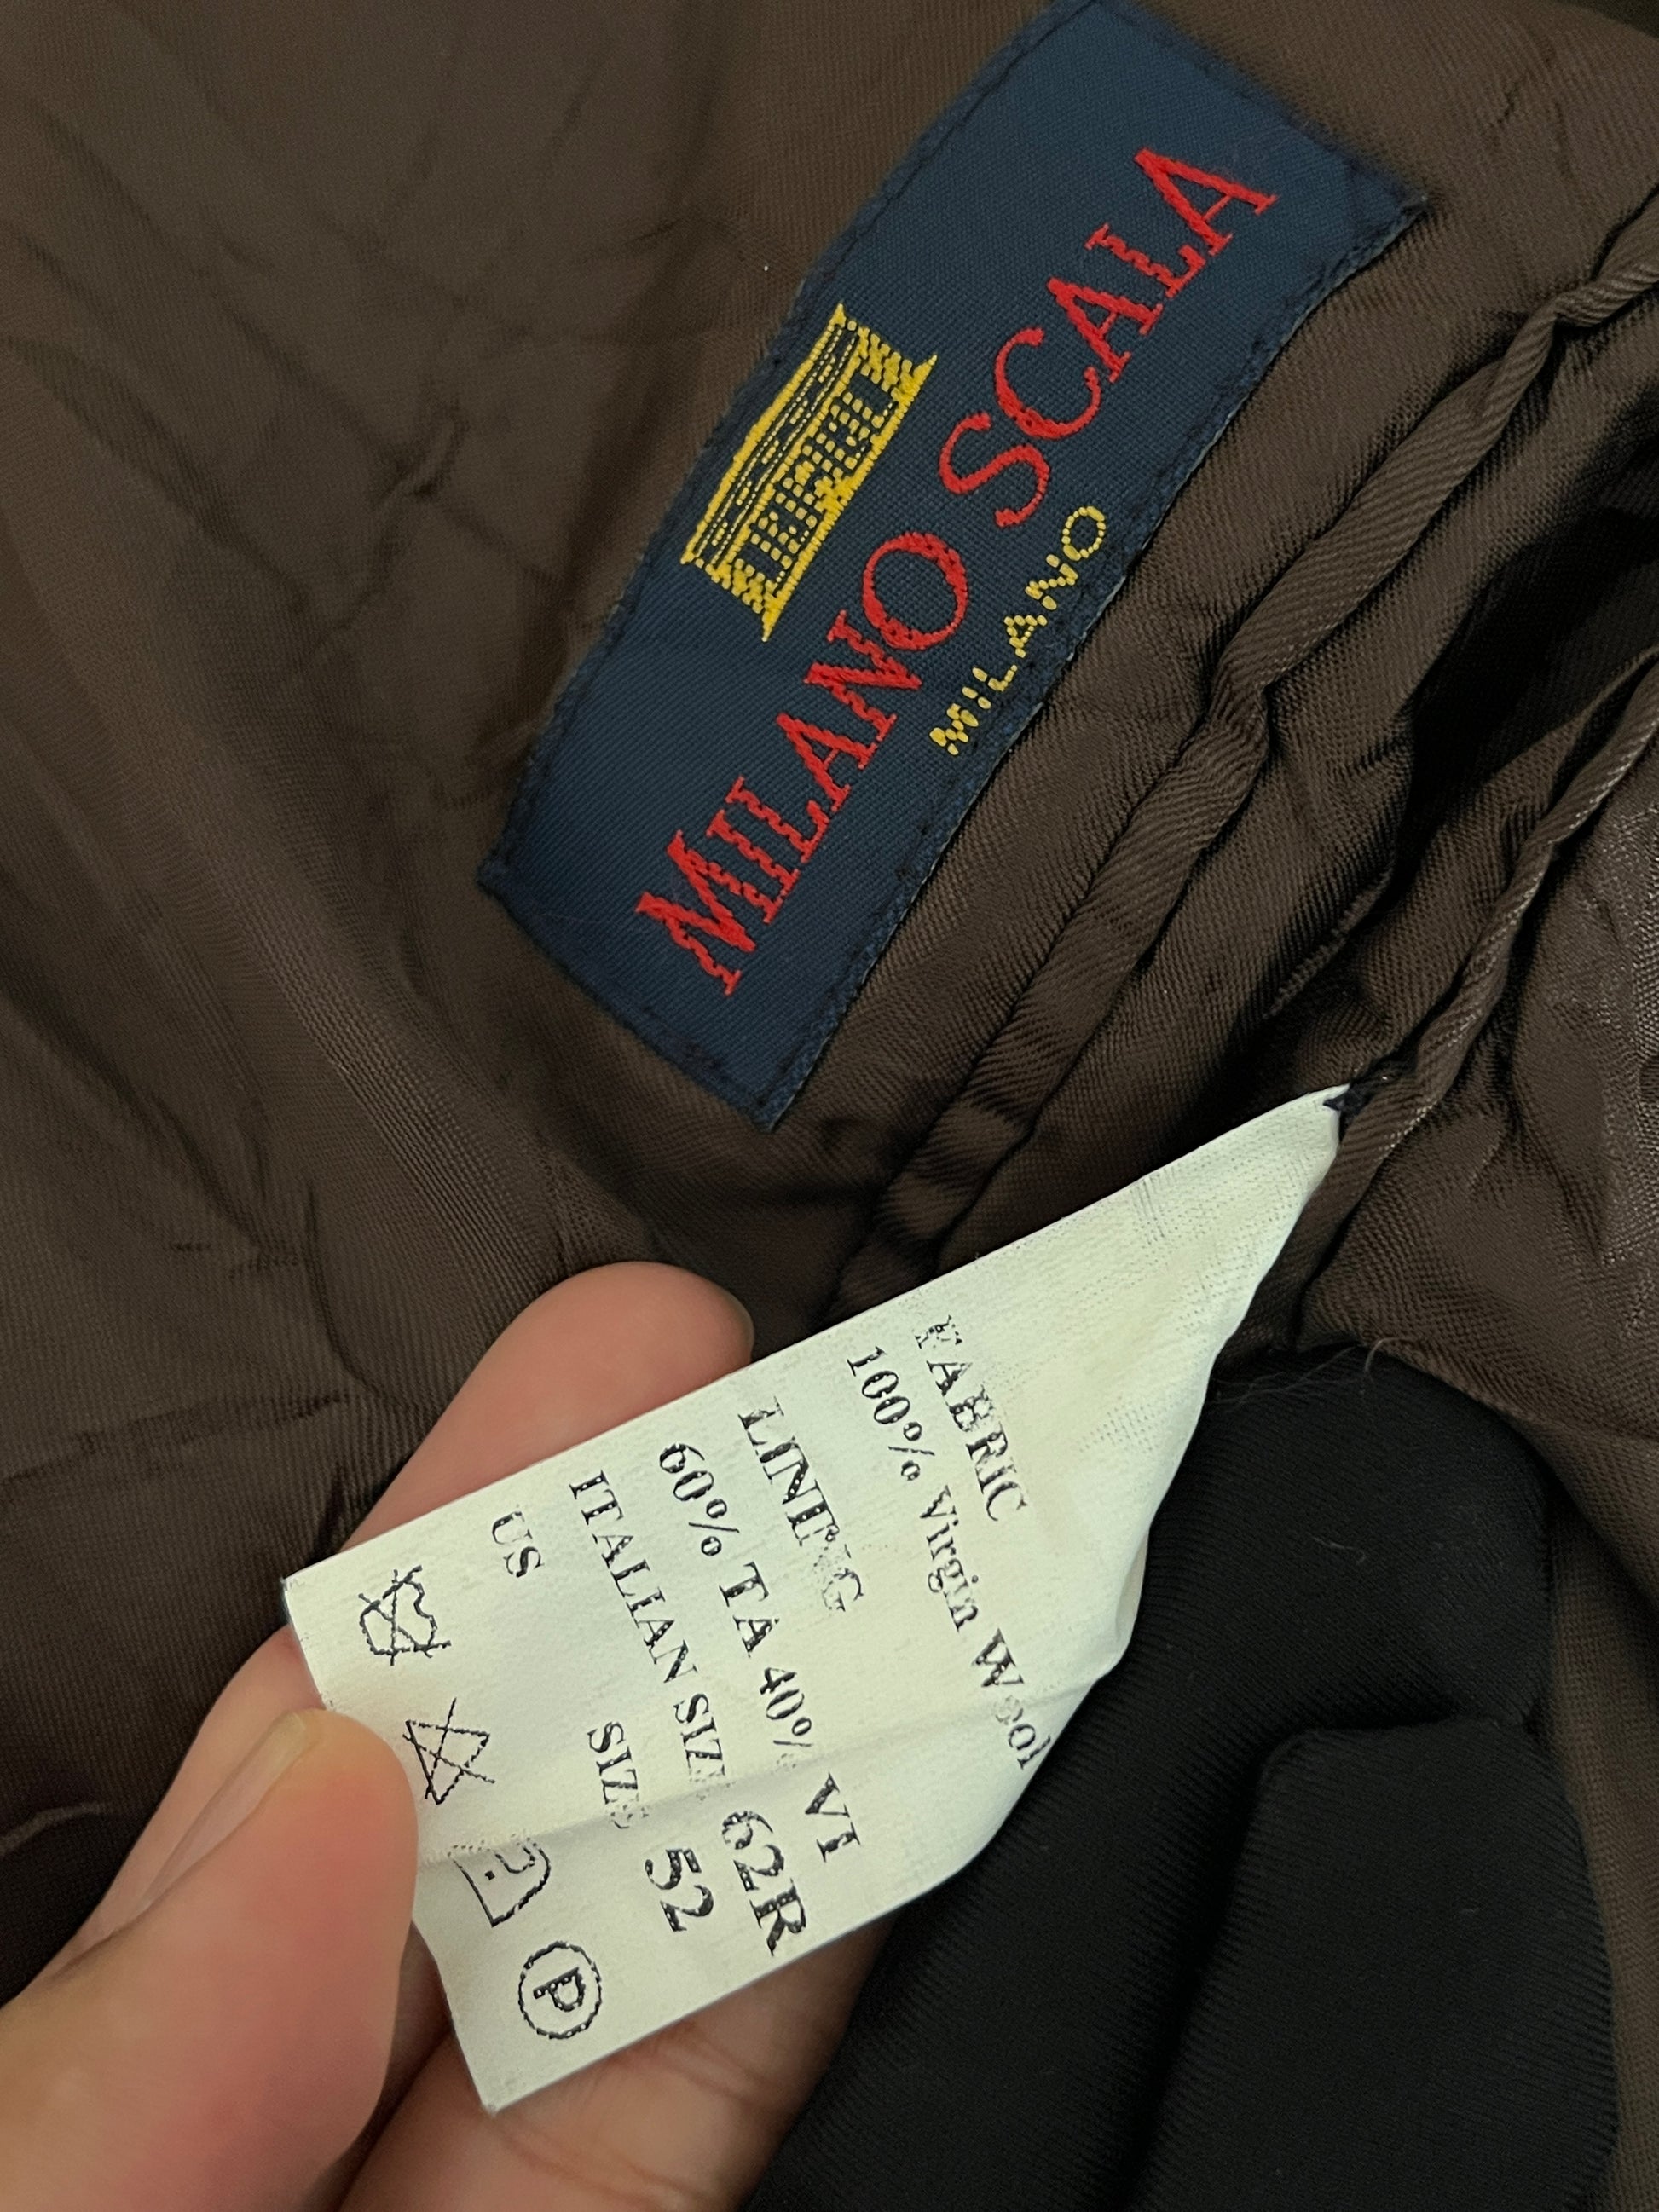 MILANO SCALA
MILANO
FABRIC
100% Virgin Wool
LINING
60% TA 40% VI
ITALIAN SIZE 62R
US SIZE 52
P